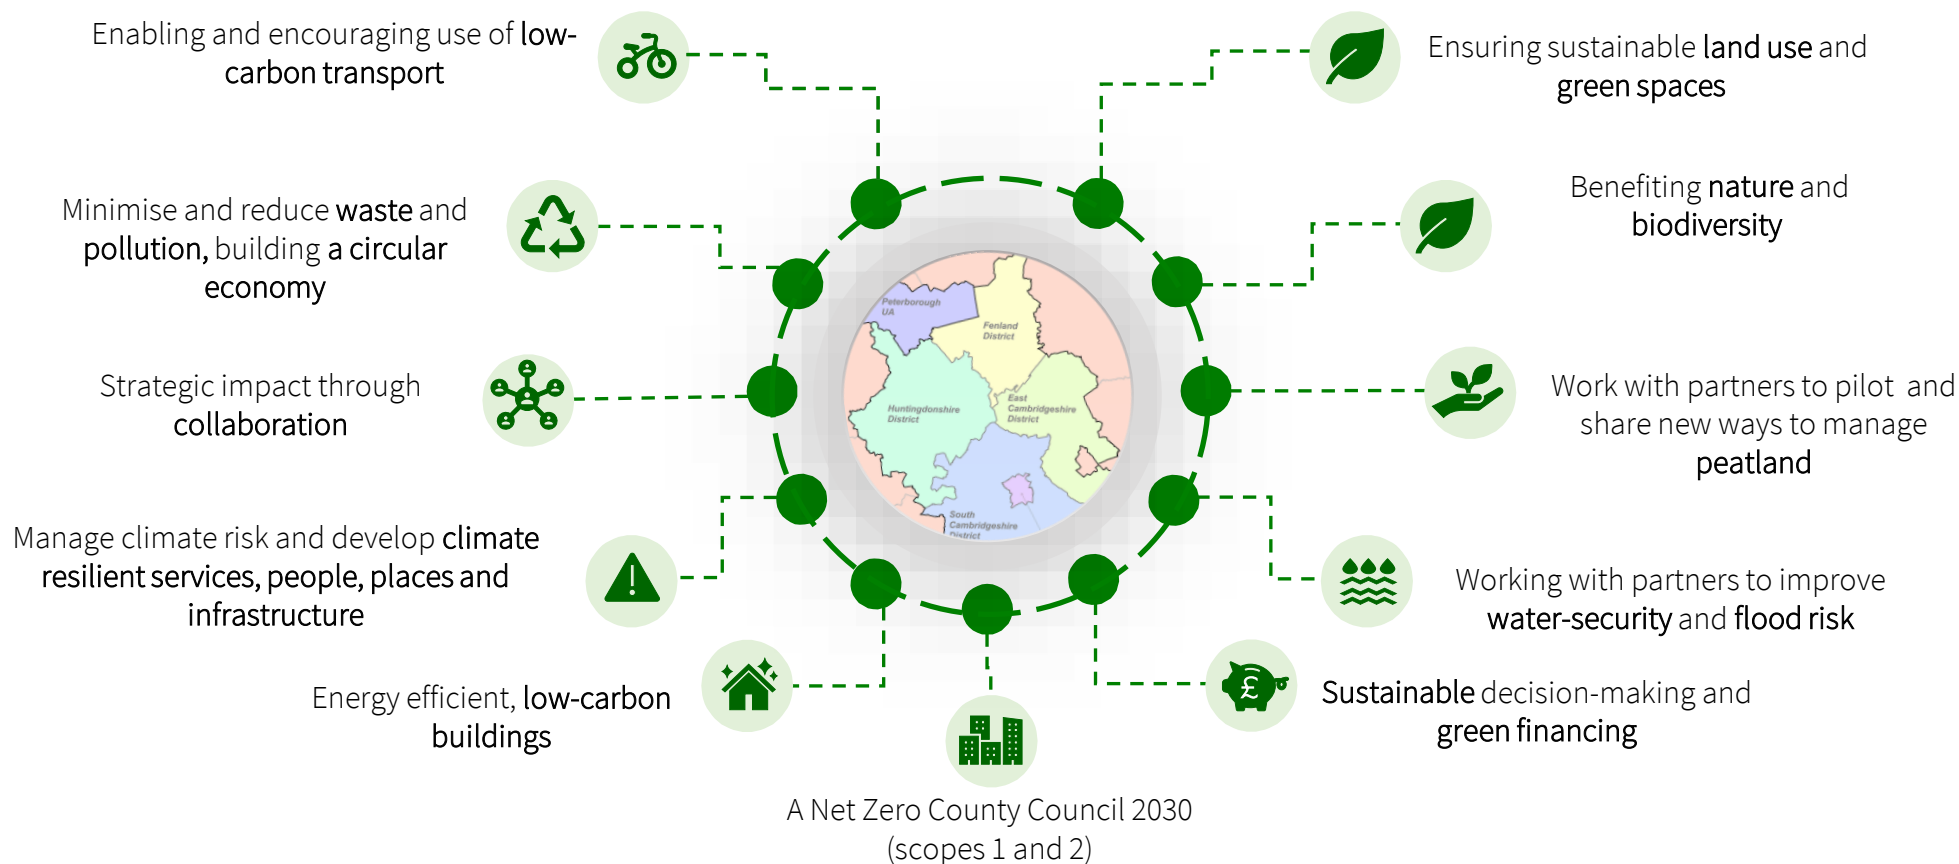 Enabling and encouraging use of low-
carbon transport
Ensuring sustainable land use and
green spaces
Minimise and reduce waste and
pollution, building a circular
economy
Benefiting nature and
biodiversity
Strategic impact through
collaboration
Work with partners to pilot and
share new ways to manage
peatland
Manage climate risk and develop climate
resilient services, people, places and
infrastructure
Working with partners to improve
water-security and flood risk
Energy efficient, low-carbon
buildings
£
Sustainable decision-making and
green financing
A Net Zero County Council 2030
(scopes 1 and 2)
Peterborough
UA
Fenland
District
Huntingdonshire
District
East
Cambridgeshire
District
South
Cambridgeshire
District